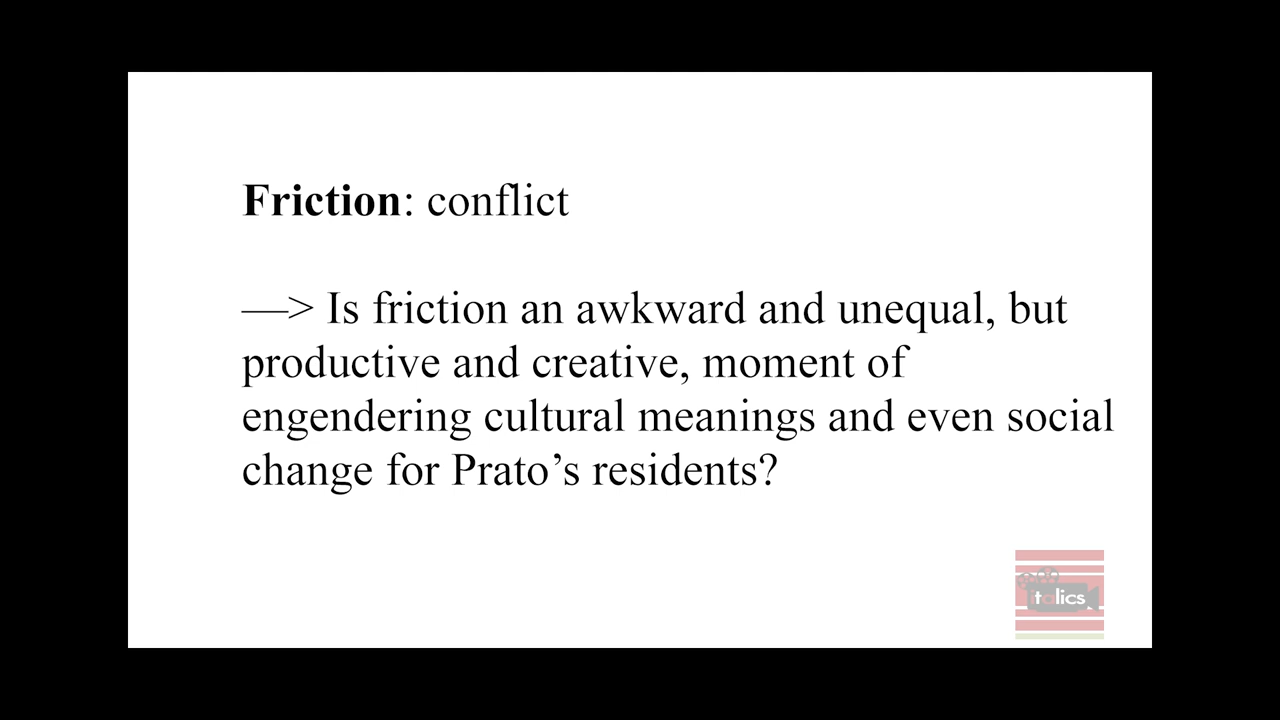 Friction: conflict
—> Is friction an awkward and unequal, but
productive and creative, moment of
engendering cultural meanings and even social
change for Prato’s residents?
italics